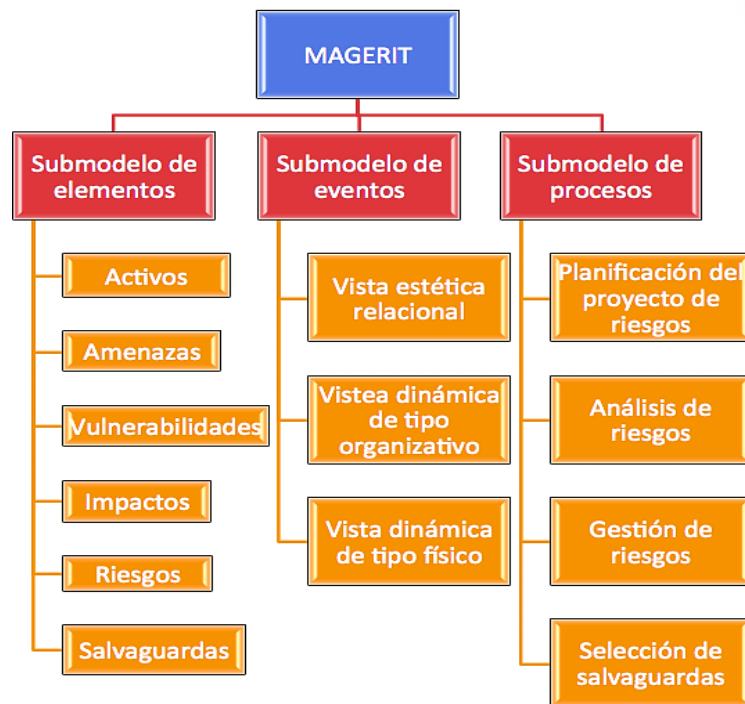 MAGERIT
Submodelo de
elementos
Activos
Amenazas
Vulnerabilidades
Impactos
Riesgos
Salvaguardas
Submodelo de
eventos
Vista estética
relacional
Vistea dinámica
de tipo
organizativo
Vista dinámica
de tipo físico
Submodelo de
procesos
Planificación del
proyecto de
riesgos
Análisis de
riesgos
Gestión de
riesgos
Selección de
salvaguardas